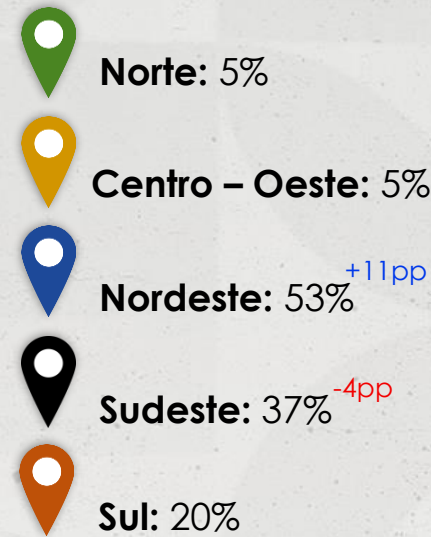 Norte: 5%
Centro – Oeste: 5%
Nordeste: 53% +11pp
Sudeste: 37% -4pp
Sul: 20%